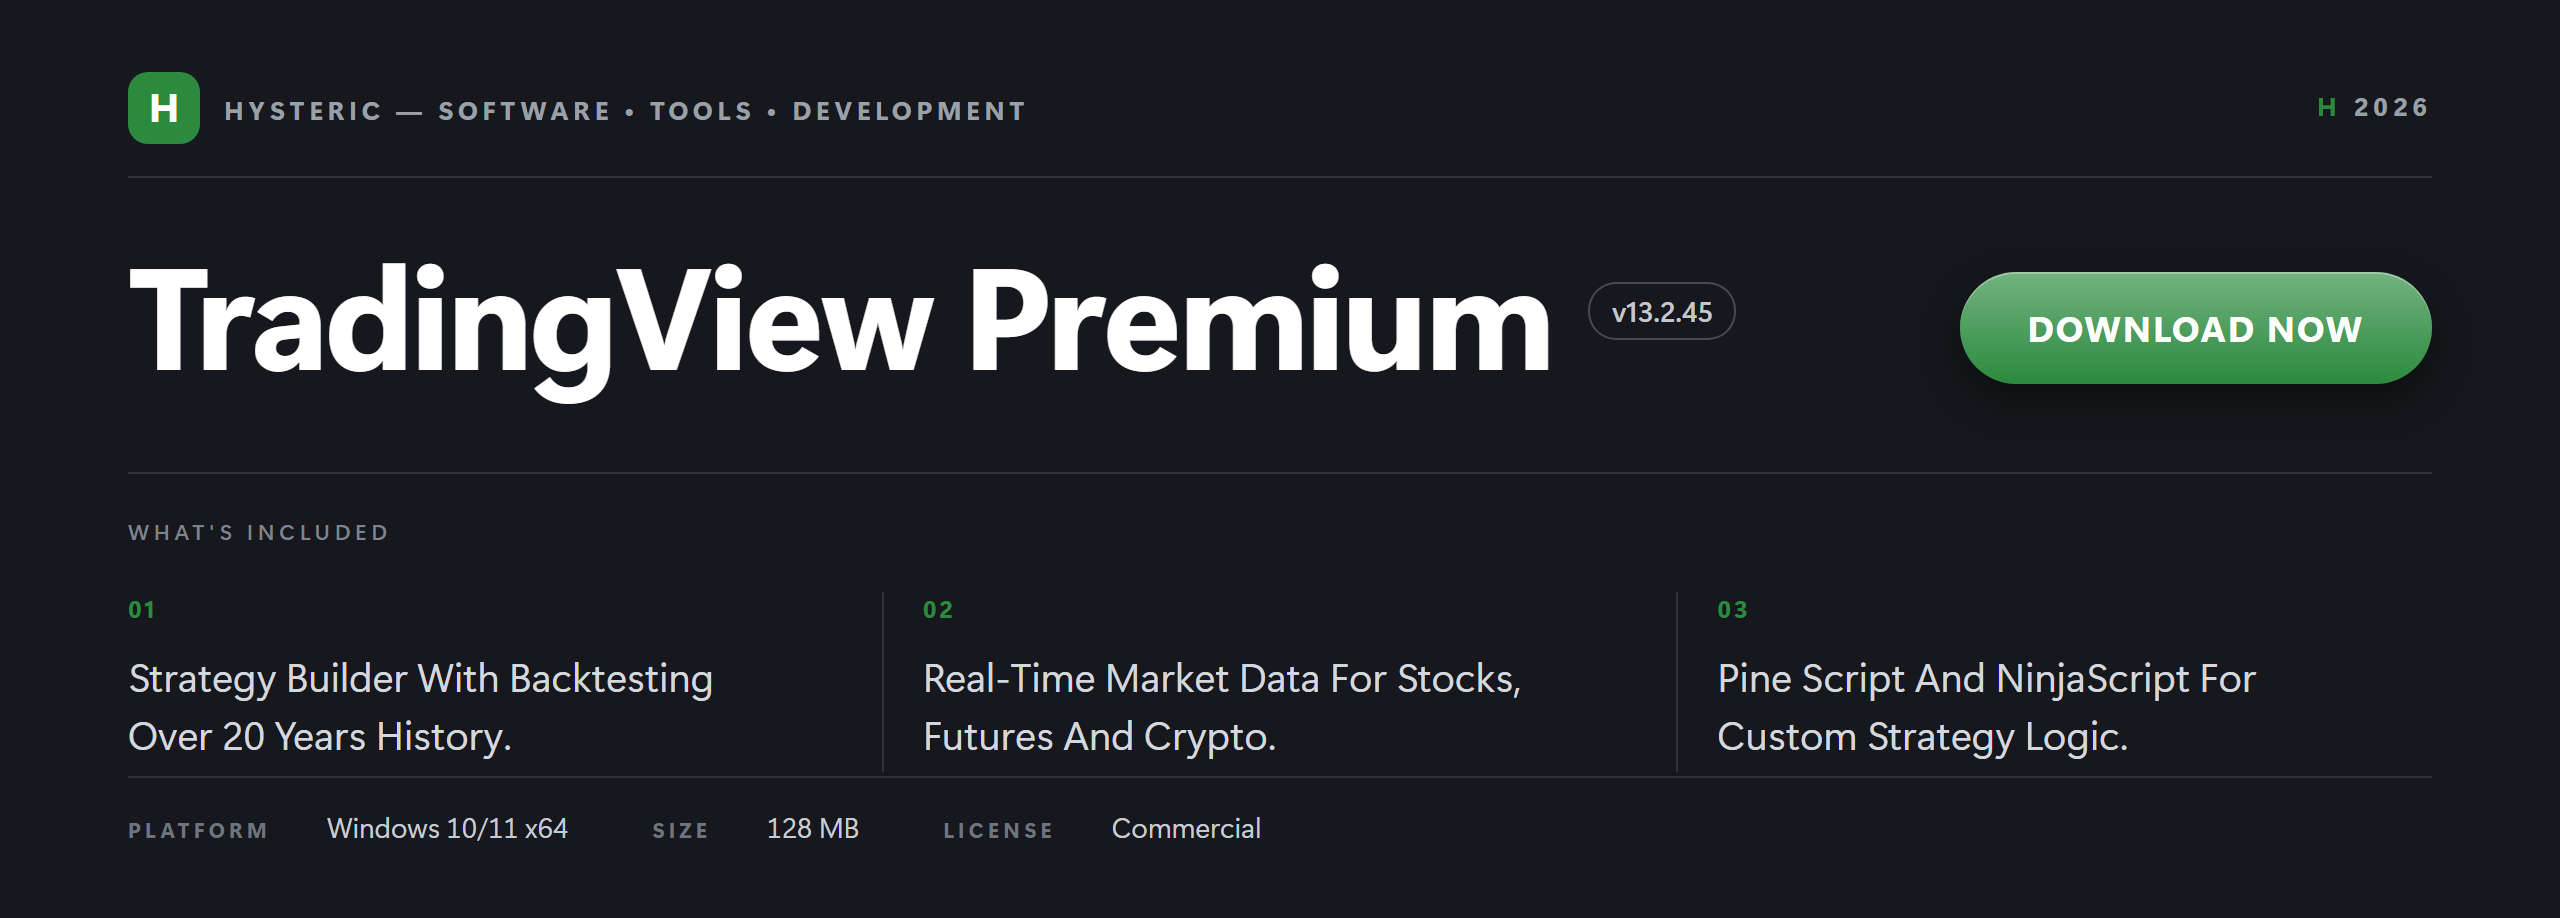 H HYSTERIC — SOFTWARE • TOOLS • DEVELOPMENT
H 2026
TradingView Premium v13.2.45
DOWNLOAD NOW
WHAT'S INCLUDED
01
Strategy Builder With Backtesting
Over 20 Years History.
02
Real-Time Market Data For Stocks,
Futures And Crypto.
03
Pine Script And NinjaScript For
Custom Strategy Logic.
PLATFORM Windows 10/11 x64 SIZE 128 MB LICENSE Commercial